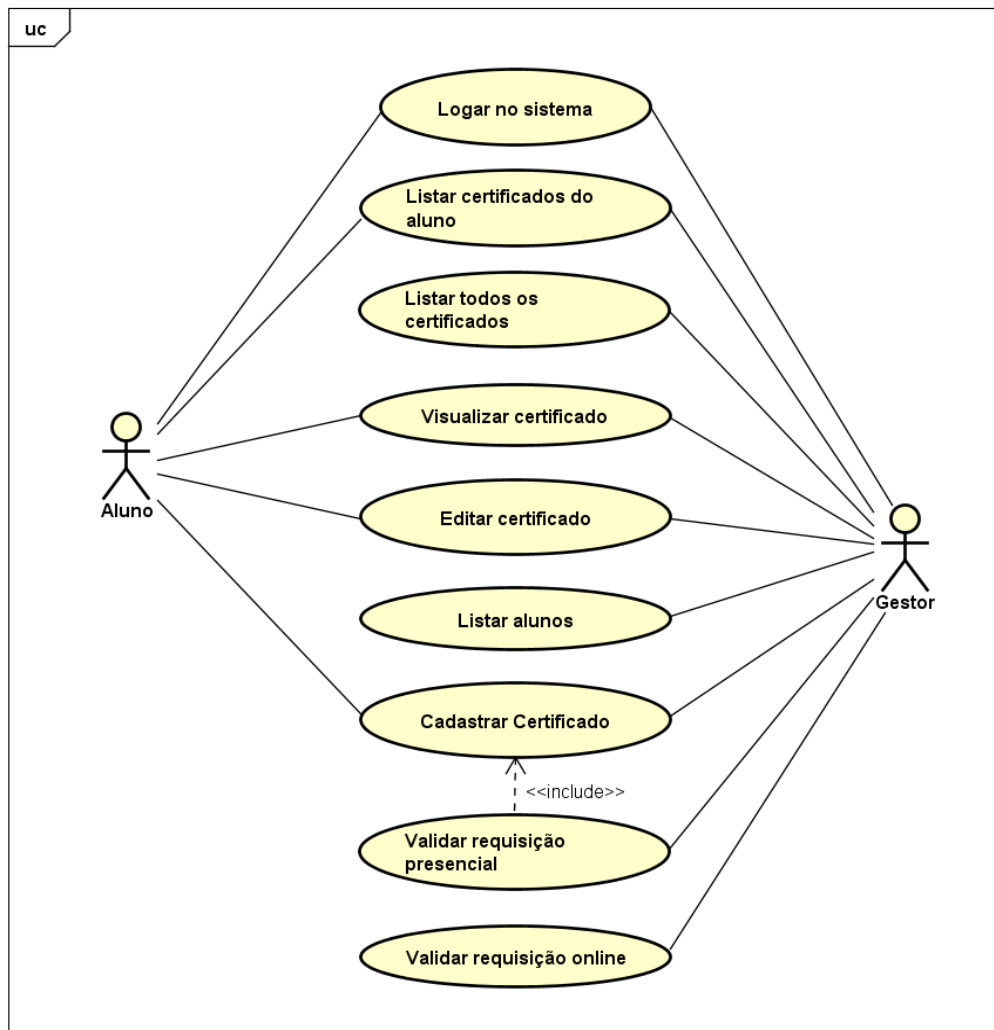 uc
Logar no sistema
Listar certificados do
aluno
Listar todos os
certificados
Visualizar certificado
Aluno
Editar certificado
Gestor
Listar alunos
Cadastrar Certificado
<<include>>
Validar requisição
presencial
Validar requisição online